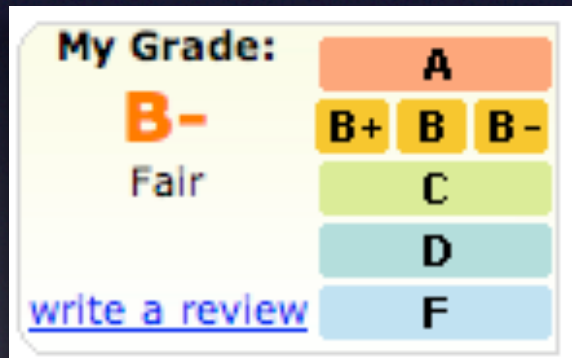 My Grade:
B-
Fair
write a review
A
B+ B B-
C
D
F